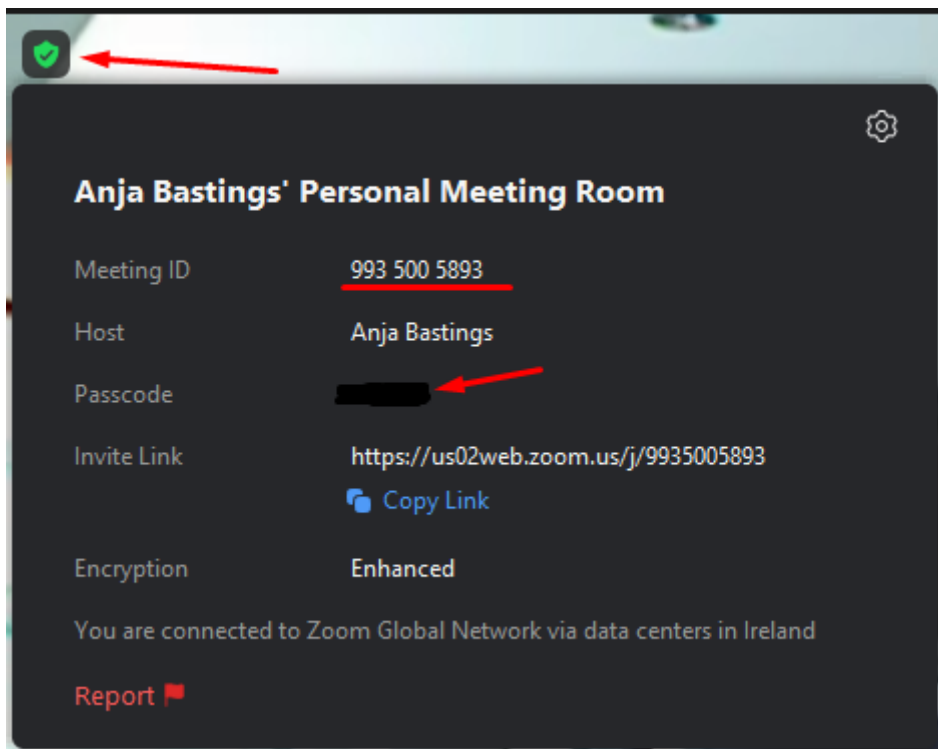 Anja Bastings' Personal Meeting Room
Meeting ID 993 500 5893
Host Anja Bastings
Passcode
Invite Link https://us02web.zoom.us/j/9935005893
Copy Link
Encryption Enhanced
You are connected to Zoom Global Network via data centers in Ireland
Report